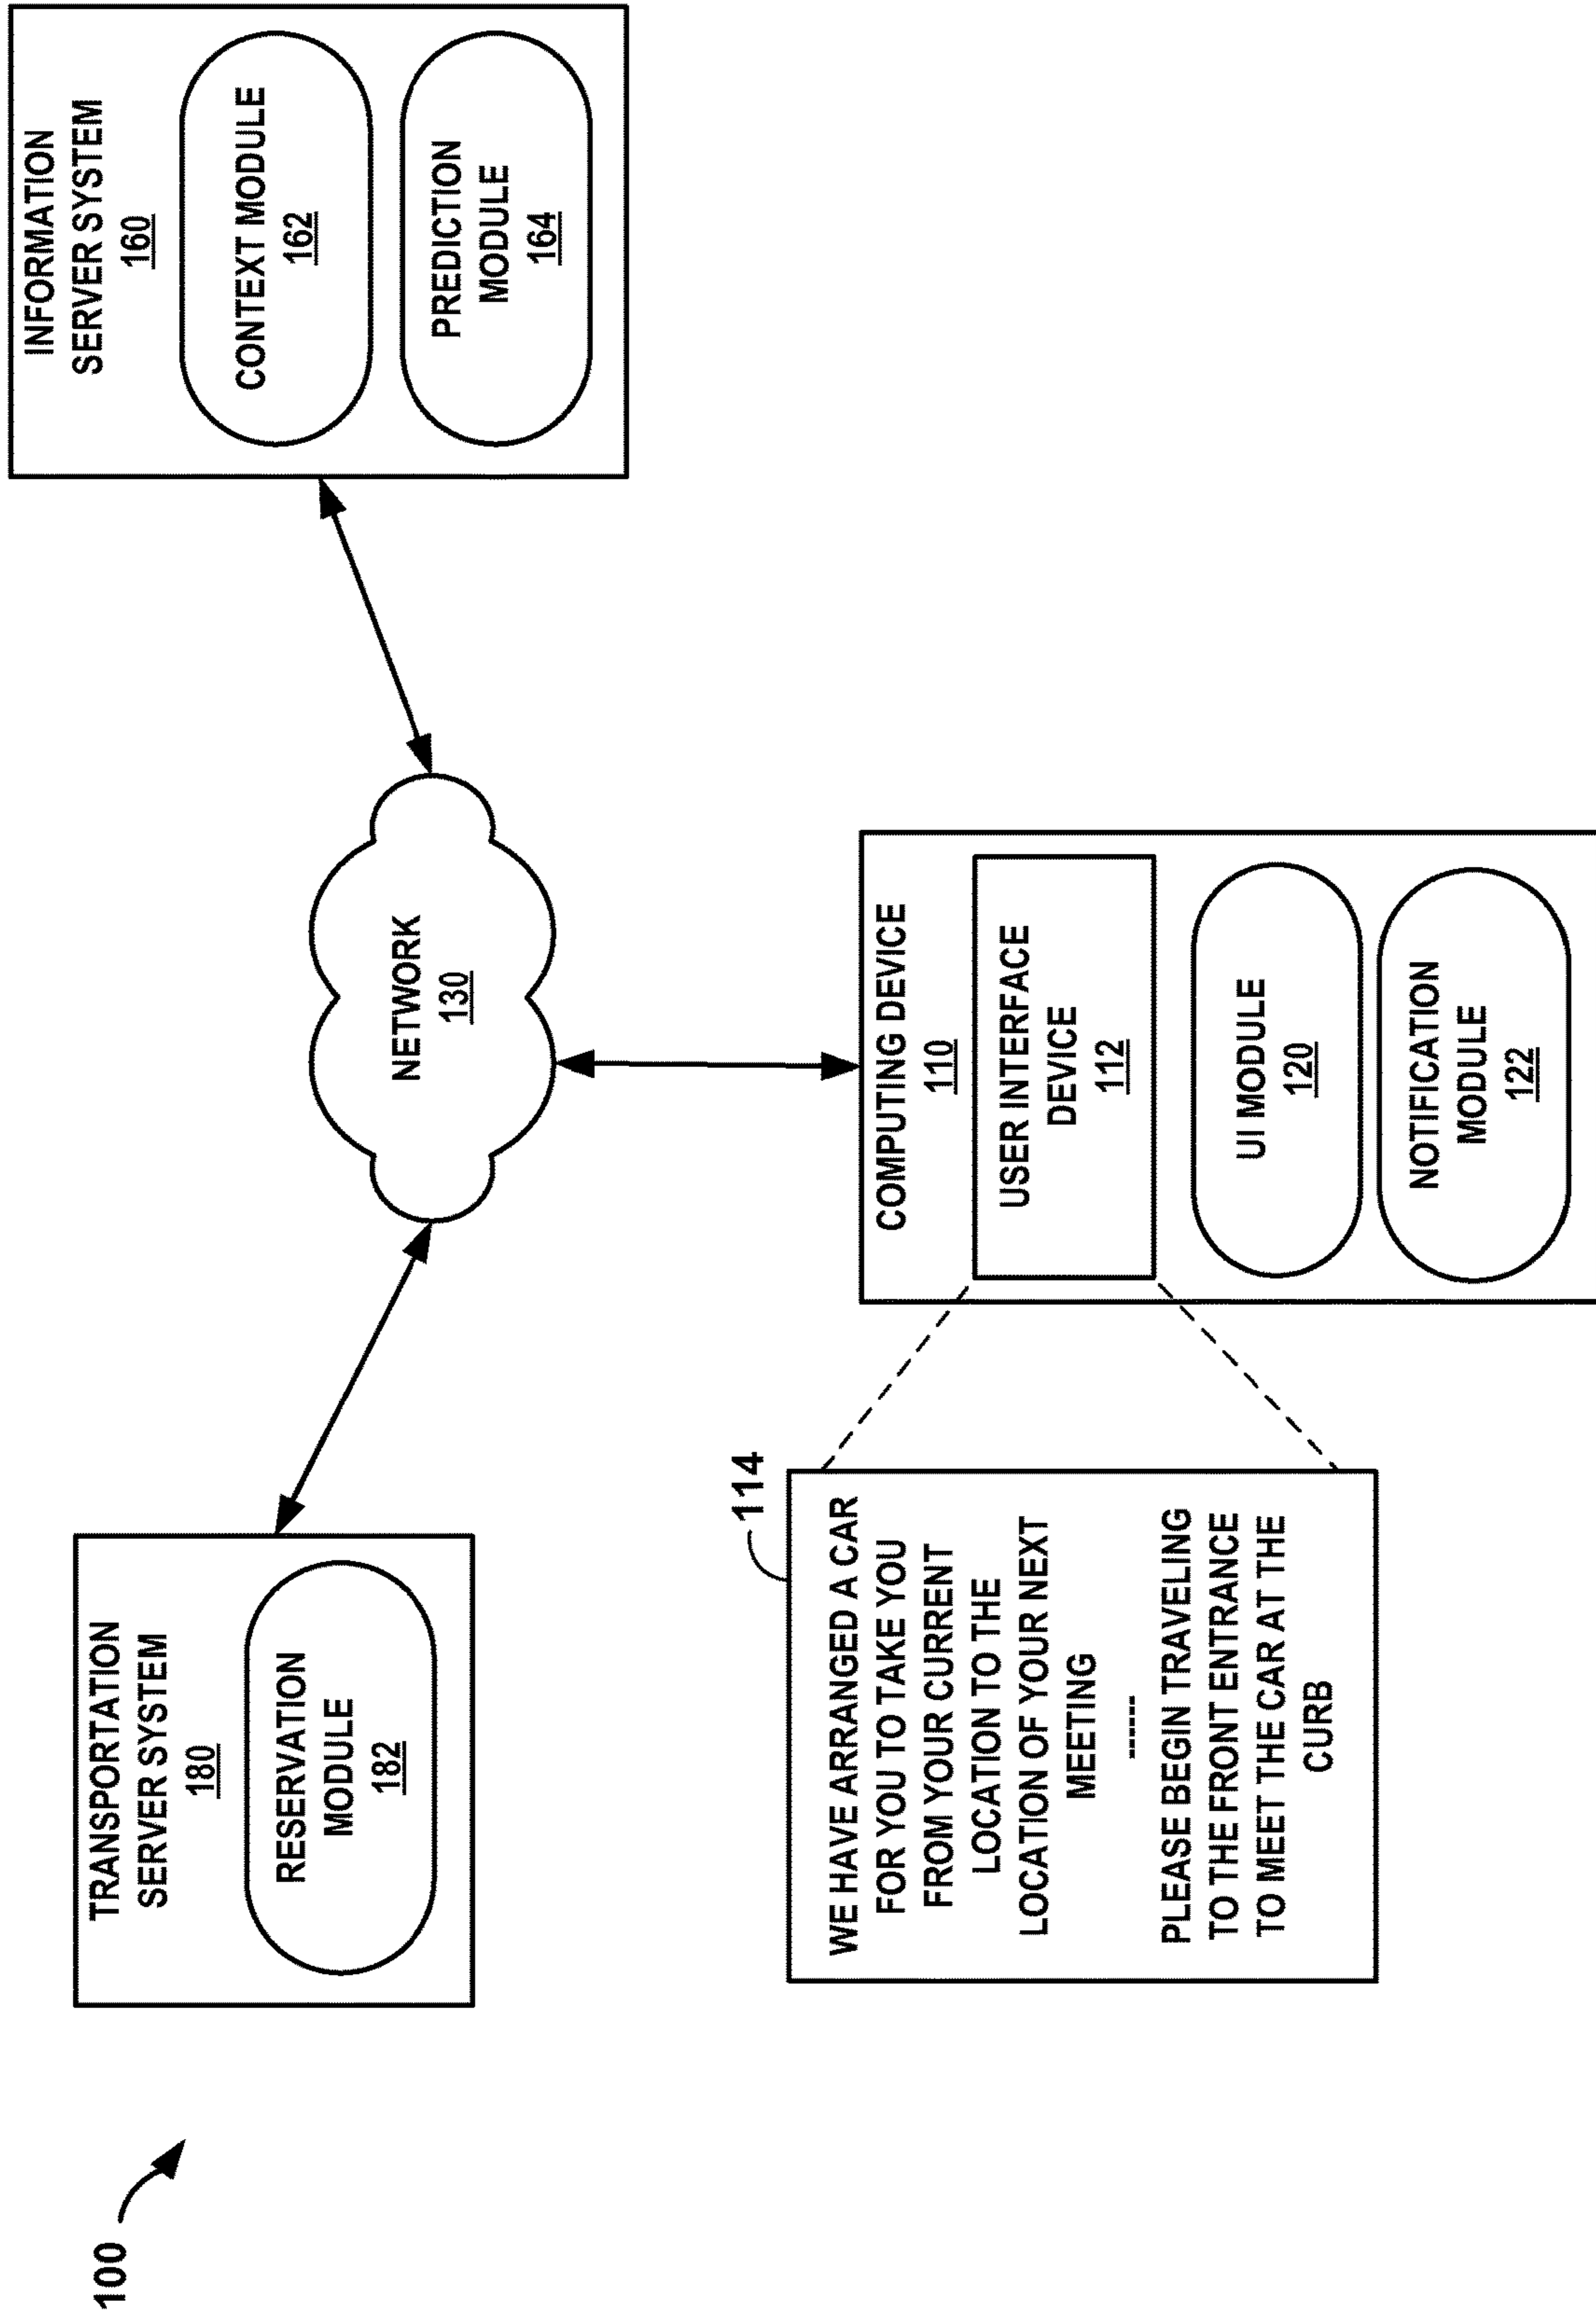 100
TRANSPORTATION
SERVER SYSTEM
180
RESERVATION
MODULE
182
NETWORK
130
INFORMATION
SERVER SYSTEM
160
CONTEXT MODULE
162
PREDICTION
MODULE
164
114
WE HAVE ARRANGED A CAR
FOR YOU TO TAKE YOU
FROM YOUR CURRENT
LOCATION TO THE
LOCATION OF YOUR NEXT
MEETING
------
PLEASE BEGIN TRAVELING
TO THE FRONT ENTRANCE
TO MEET THE CAR AT THE
CURB
COMPUTING DEVICE
110
USER INTERFACE
DEVICE
112
UI MODULE
120
NOTIFICATION
MODULE
122